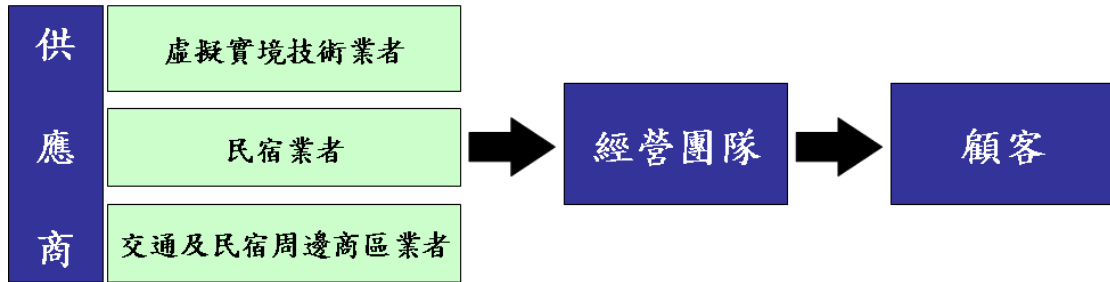 供應商
虛擬實境技術業者
民宿業者
交通及民宿周邊商區業者
經營團隊
顧客